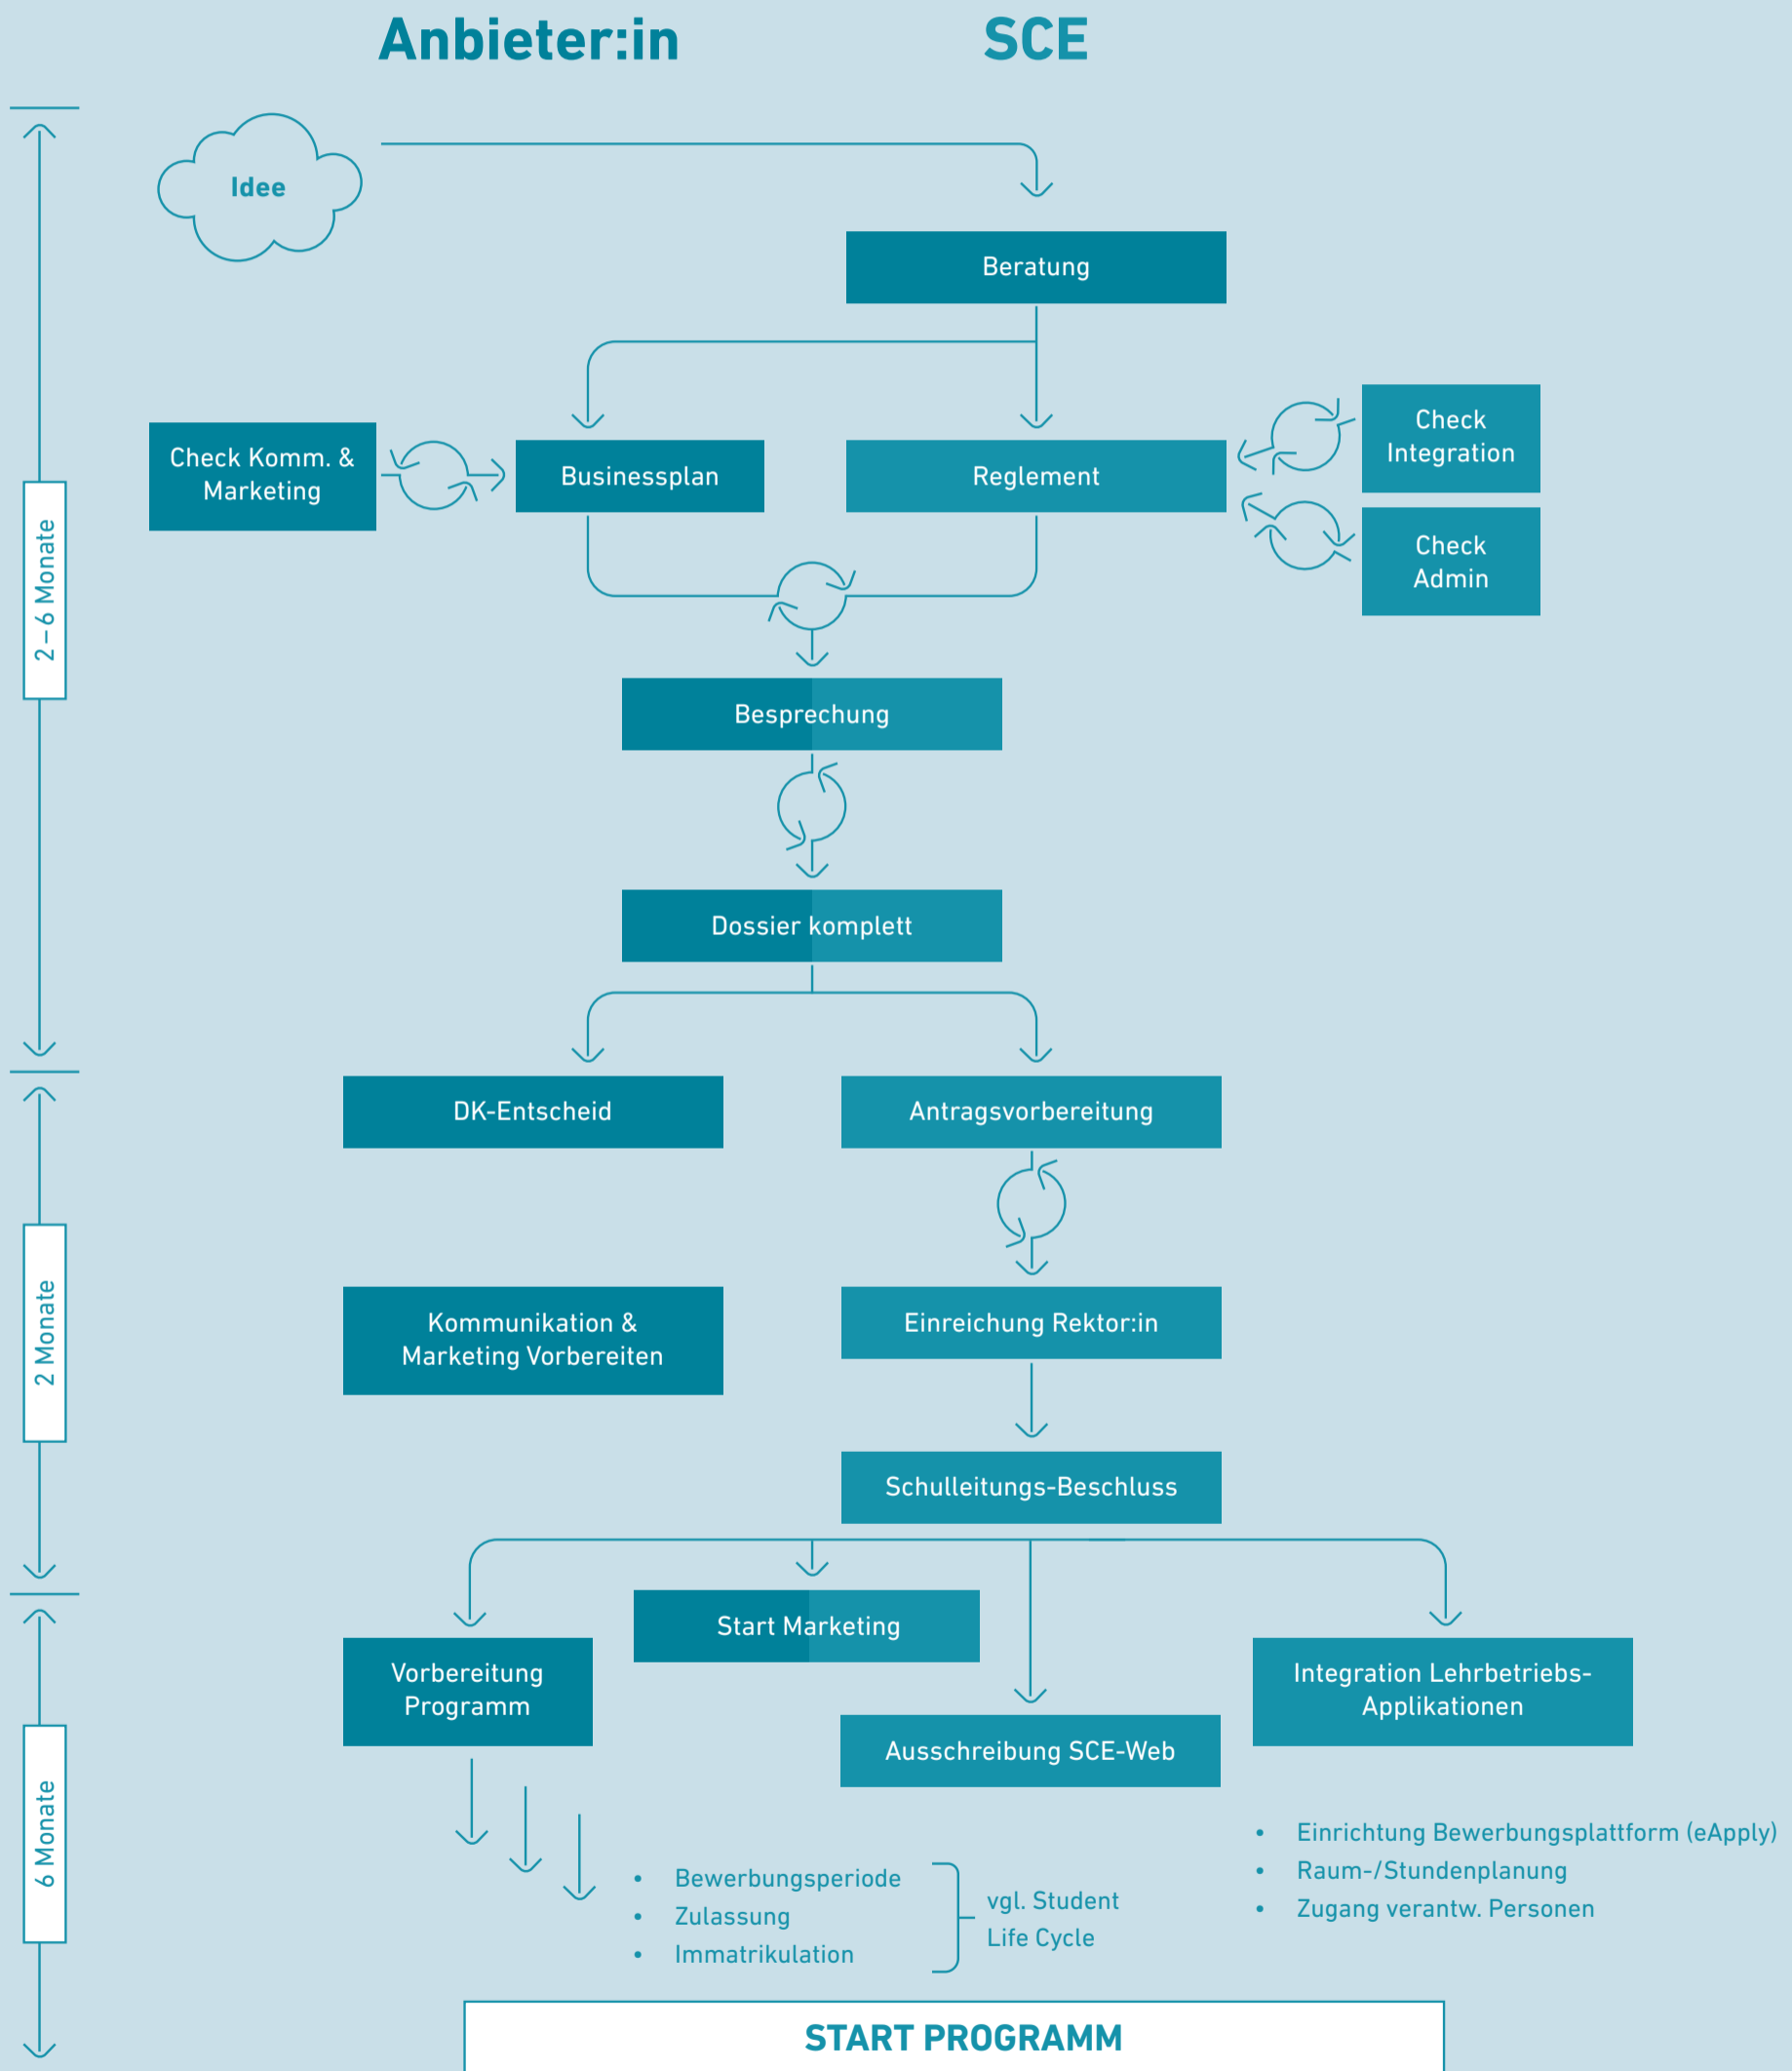 Anbieter:in
SCE
Idee
Beratung
Check Komm. &
Marketing
Businessplan
Reglement
Check
Integration
Check
Admin
2 – 6 Monate
Besprechung
Dossier komplett
DK-Entscheid
Antragsvorbereitung
2 Monate
Kommunikation &
Marketing Vorbereiten
Einreichung Rektor:in
Schulleitungs-Beschluss
Start Marketing
Vorbereitung
Programm
Integration Lehrbetriebs-
Applikationen
Ausschreibung SCE-Web
6 Monate
• Bewerbungsperiode
• Zulassung
• Immatrikulation
vgl. Student
Life Cycle
• Einrichtung Bewerbungsplattform (eApply)
• Raum-/Stundenplanung
• Zugang verantw. Personen
START PROGRAMM